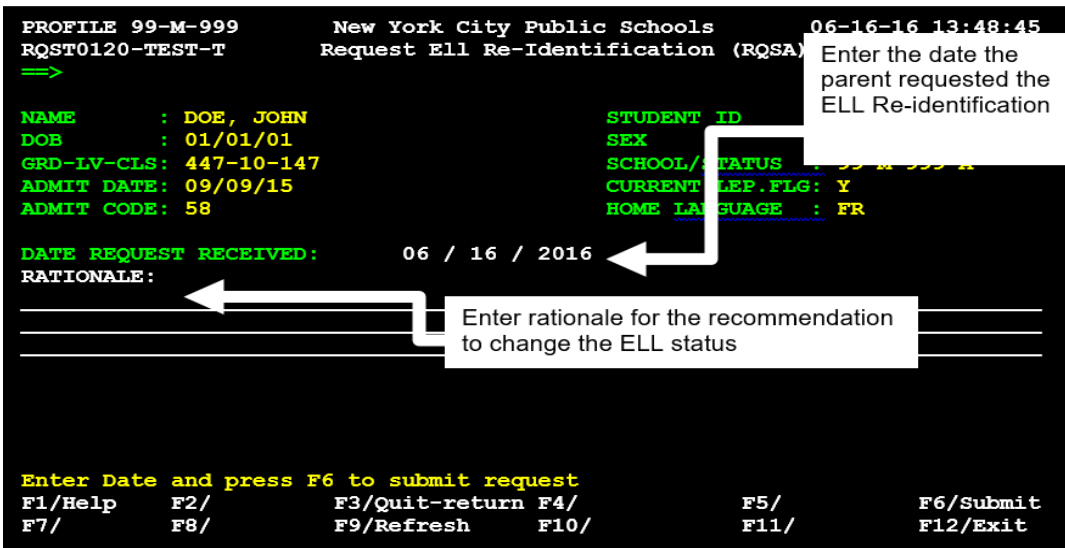 PROFILE 99-M-999 New York City Public Schools 06-16-16 13:48:45
RQST0120-TEST-T Request Ell Re-Identification (RQSA)
==>
Enter the date the
parent requested the
ELL Re-identification
NAME : DOE, JOHN STUDENT ID
DOB : 01/01/01 SEX
GRD-LV-CLS: 447-10-147 SCHOOL/STATUS : 99-M-999-A
ADMIT DATE: 09/09/15 CURRENT LEP.FLG: Y
ADMIT CODE: 58 HOME LANGUAGE : FR
DATE REQUEST RECEIVED: 06 / 16 / 2016
RATIONALE:
Enter rationale for the recommendation
to change the ELL status
Enter Date and press F6 to submit request
F1/Help F2/ F3/Quit-return F4/ F5/ F6/Submit
F7/ F8/ F9/Refresh F10/ F11/ F12/Exit